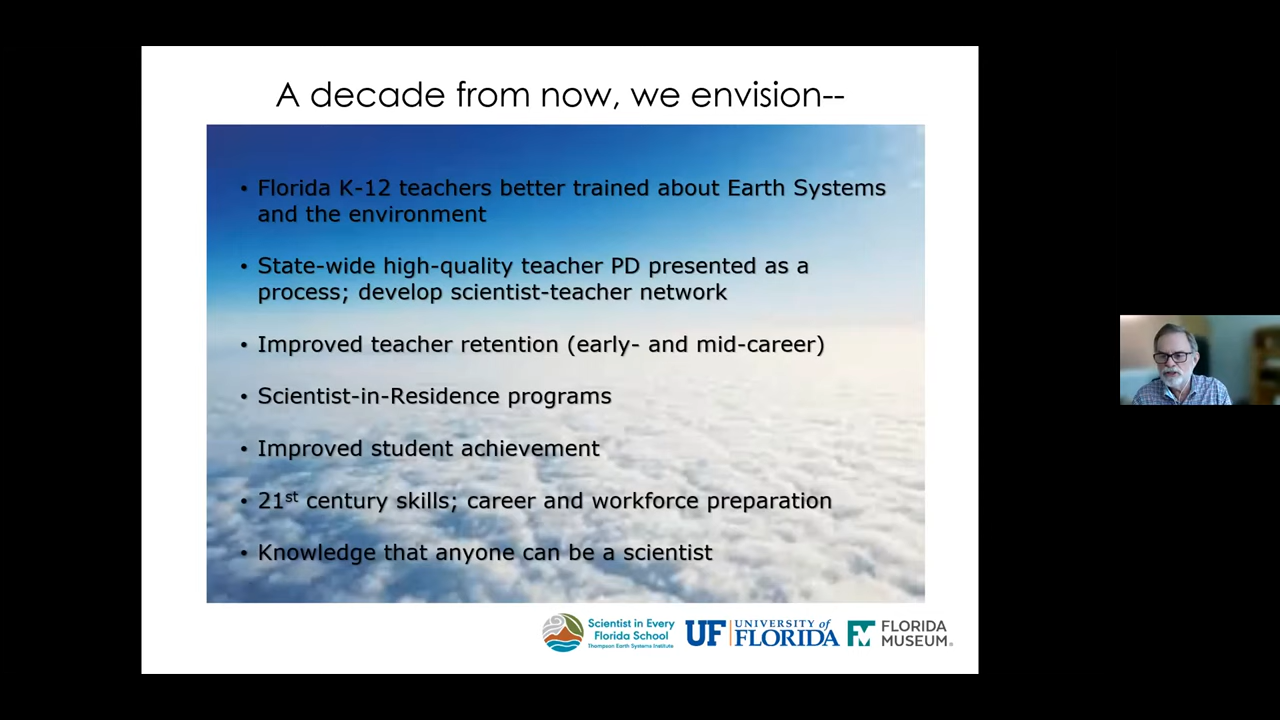 A decade from now, we envision--
• Florida K-12 teachers better trained about Earth Systems
and the environment
• State-wide high-quality teacher PD presented as a
process; develop scientist-teacher network
• Improved teacher retention (early- and mid-career)
• Scientist-in-Residence programs
• Improved student achievement
• 21st century skills; career and workforce preparation
• Knowledge that anyone can be a scientist
Scientist in Every
Florida School
Thompson Earth Systems Institute
UF UNIVERSITY of
FLORIDA
FM FLORIDA
MUSEUM®